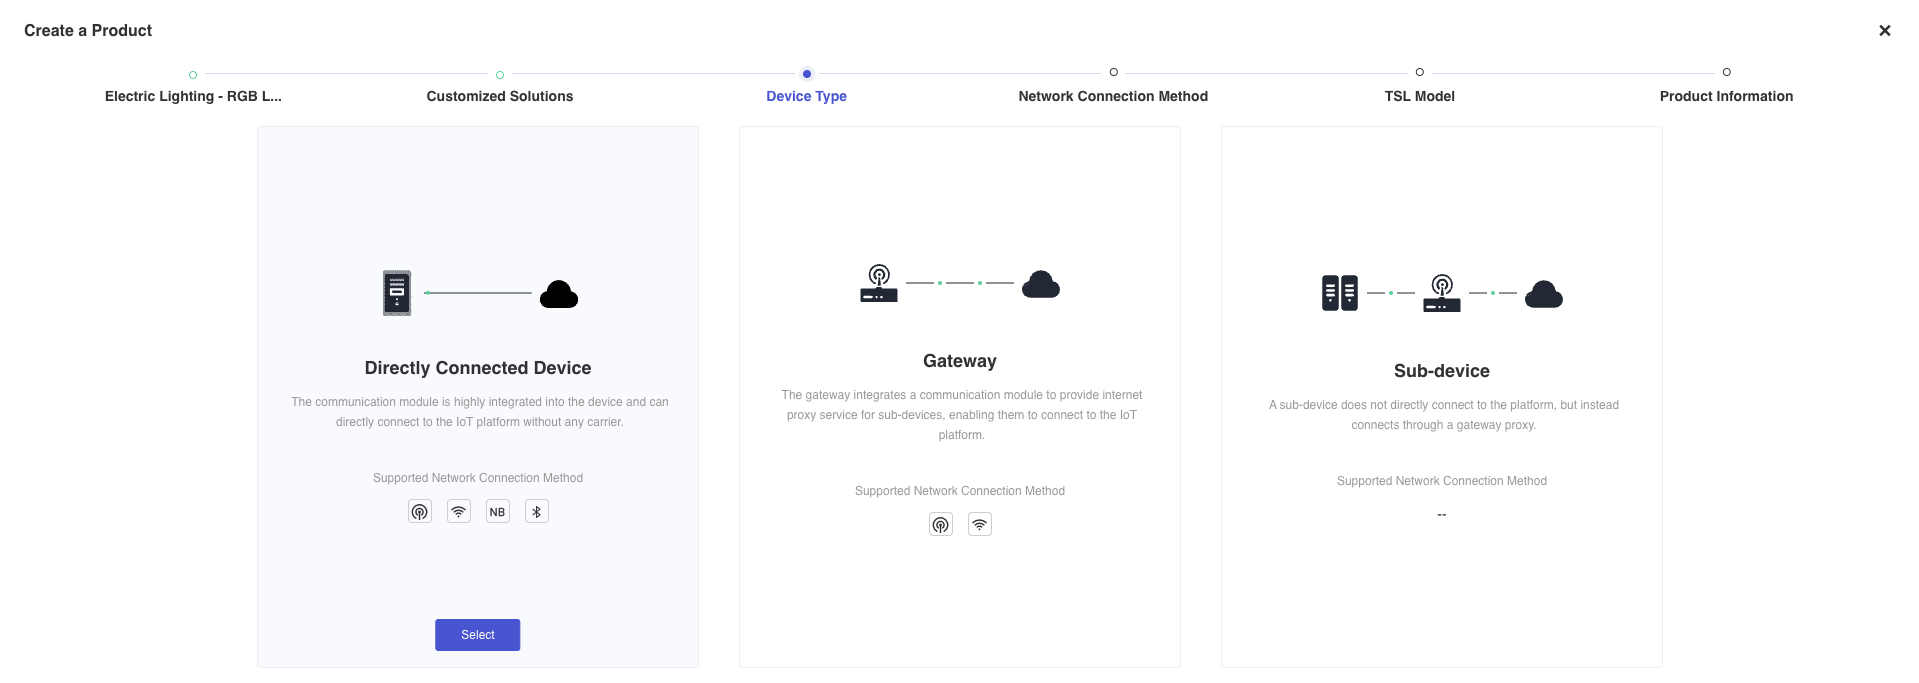 Create a Product
Electric Lighting - RGB L...
Customized Solutions
Device Type
Network Connection Method
TSL Model
Product Information
Directly Connected Device
The communication module is highly integrated into the device and can
directly connect to the IoT platform without any carrier.
Supported Network Connection Method
NB
Select
Gateway
The gateway integrates a communication module to provide internet
proxy service for sub-devices, enabling them to connect to the IoT
platform.
Supported Network Connection Method
Sub-device
A sub-device does not directly connect to the platform, but instead
connects through a gateway proxy.
Supported Network Connection Method
--